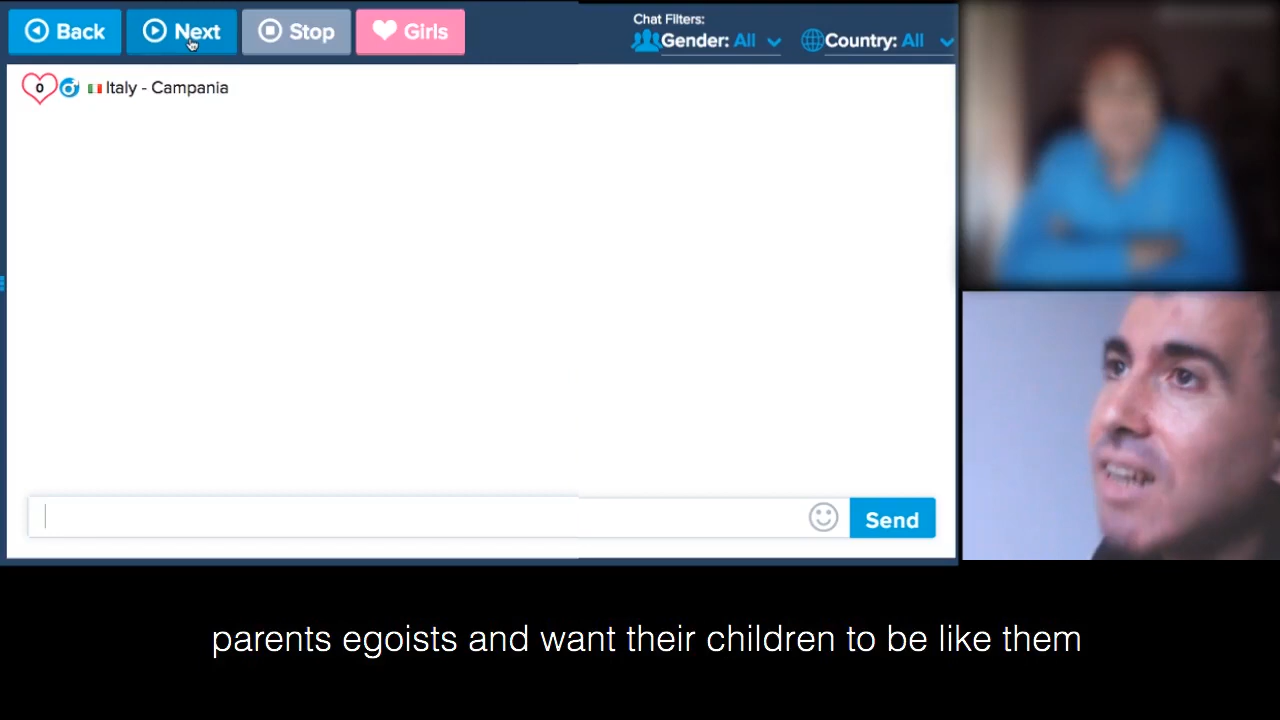 Back Next Stop Girls
Chat Filters:
Gender: All Country: All
0 Italy - Campania
Send
parents egoists and want their children to be like them